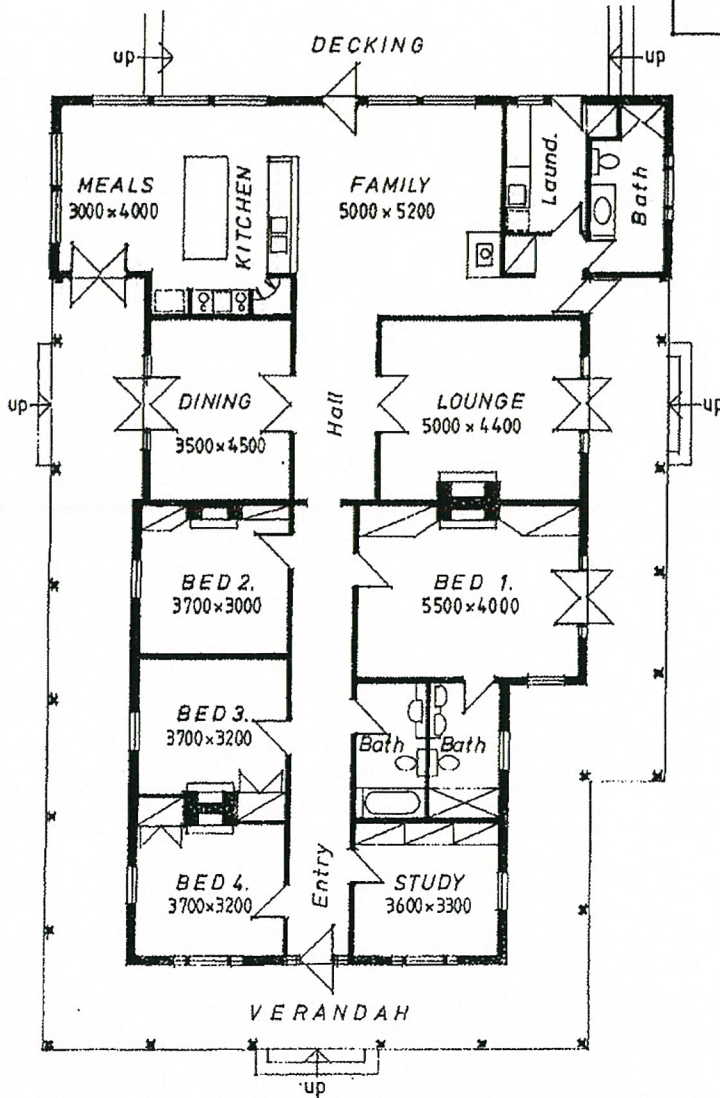 DECKING
up
up
MEALS
3000 x 4000
KITCHEN
FAMILY
5000 x 5200
Laund.
Bath
up
DINING
3500 x 4500
Hall
LOUNGE
5000 x 4400
up
BED 2.
3700 x 3000
BED 1.
5500 x 4000
BED 3.
3700 x 3200
Bath
Bath
BED 4.
3700 x 3200
Entry
STUDY
3600 x 3300
VERANDAH
up